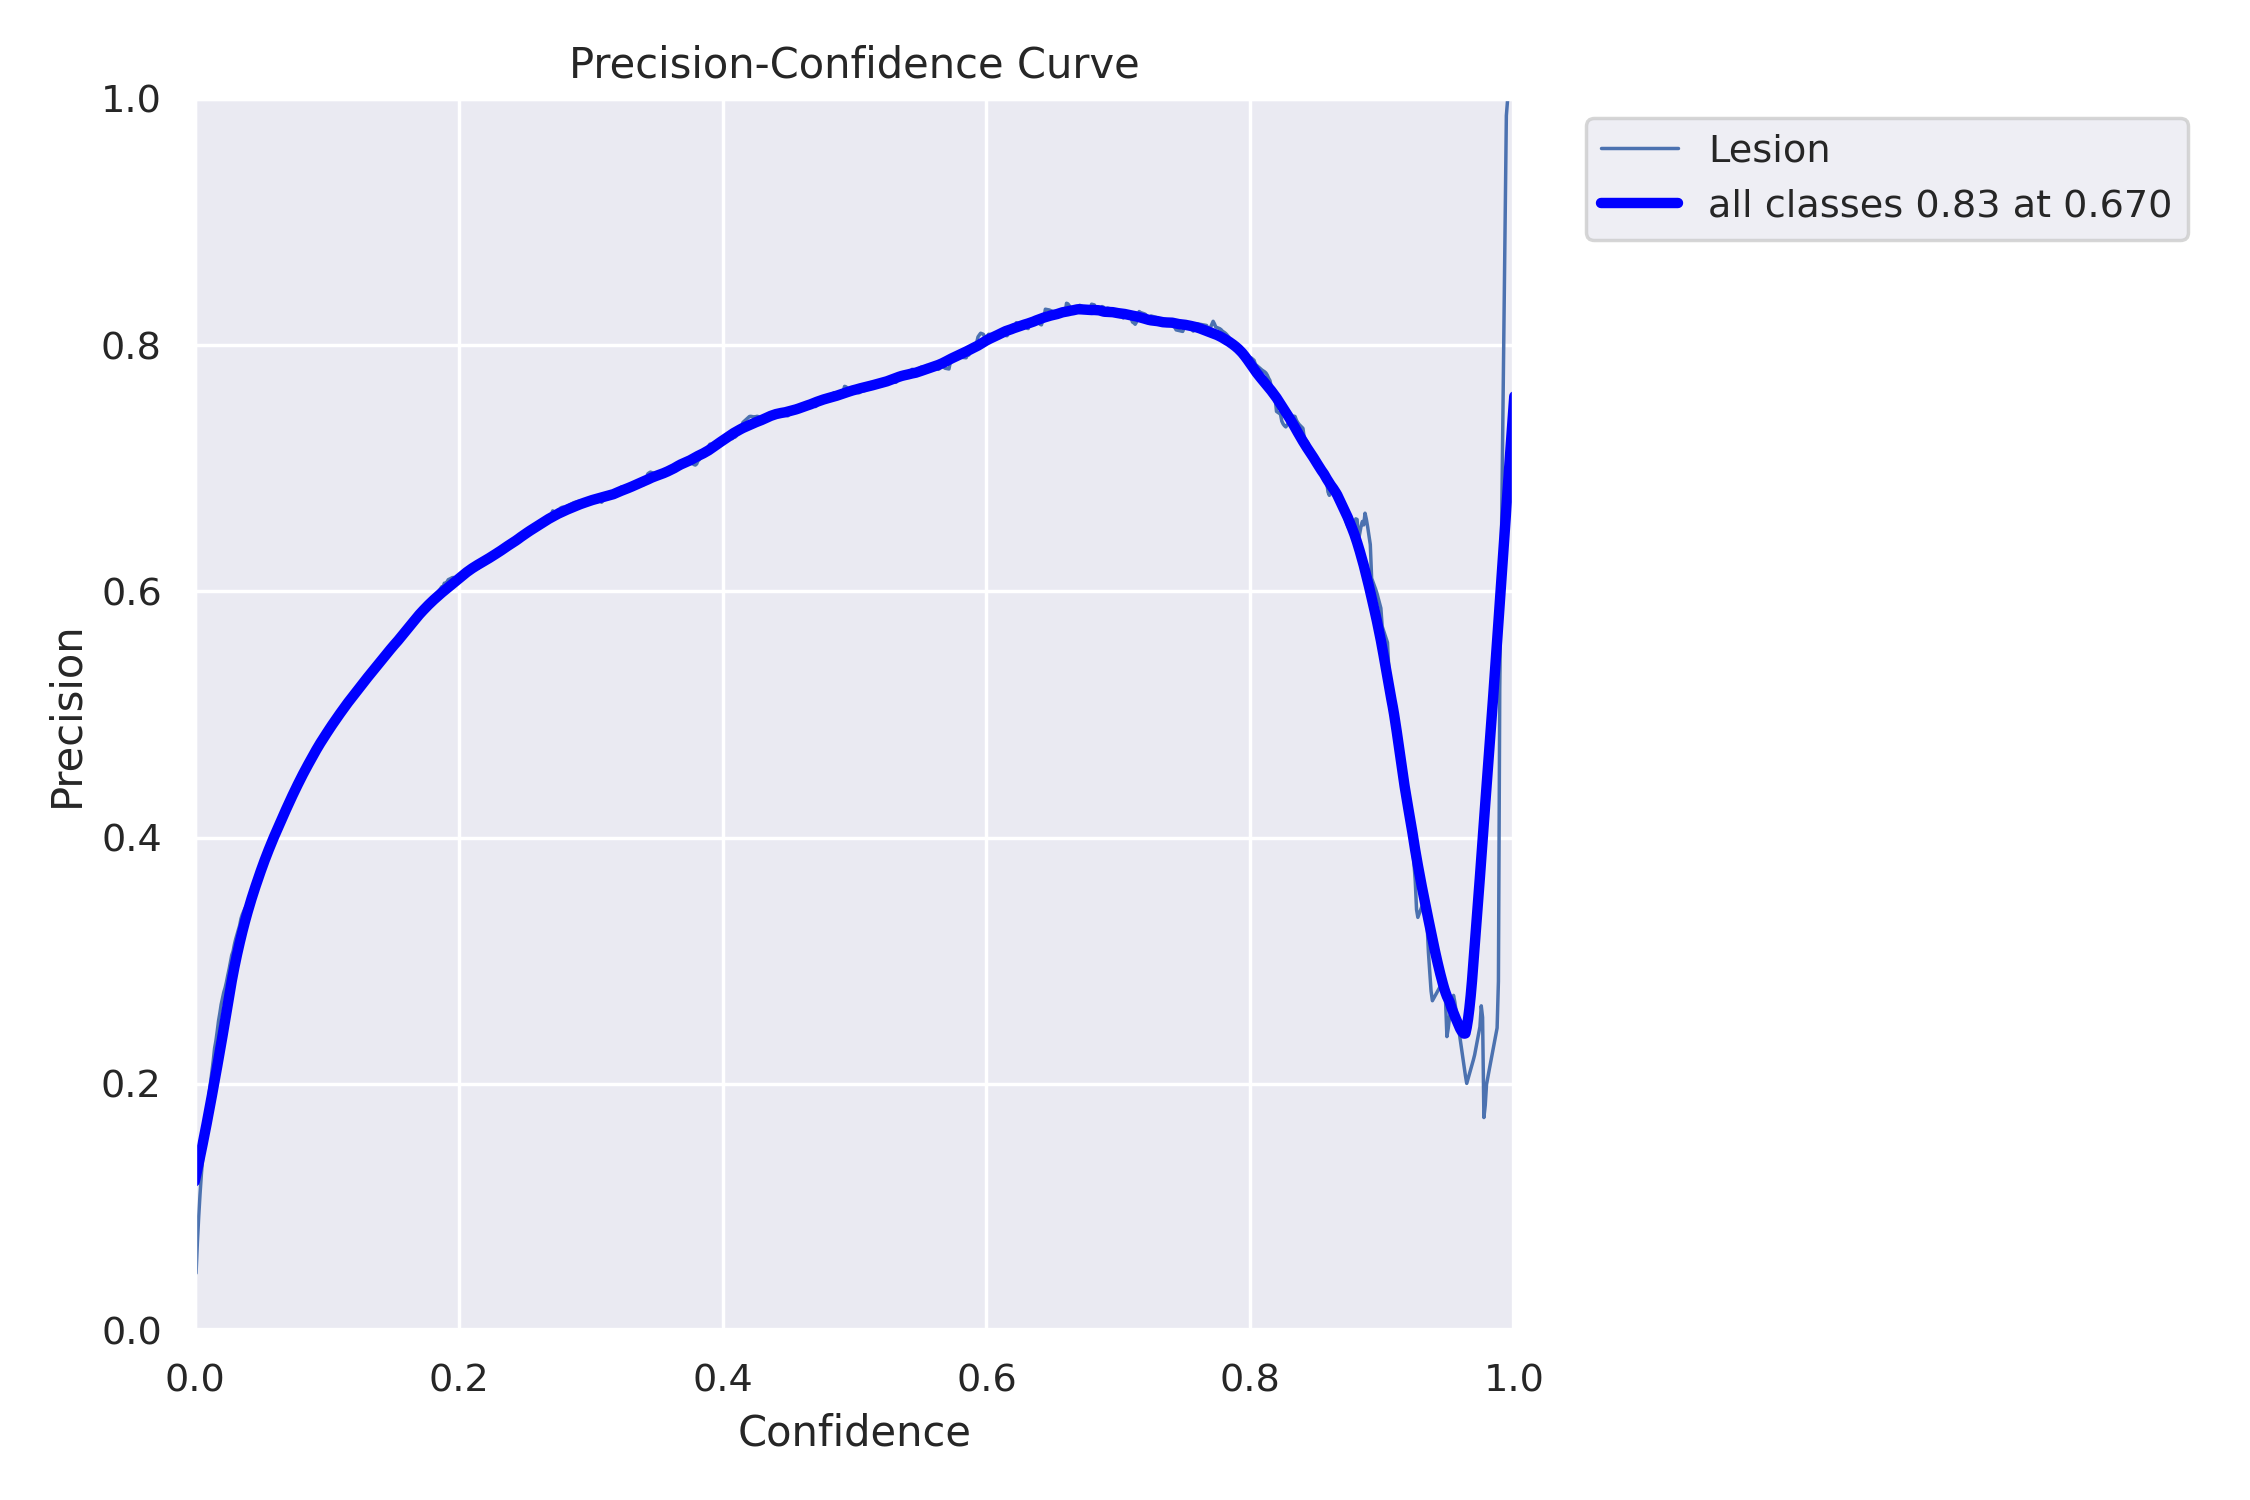 Precision-Confidence Curve
Lesion
all classes 0.83 at 0.670
1.0
0.8
0.6
0.4
0.2
0.0
Precision
0.0 0.2 0.4 0.6 0.8 1.0
Confidence